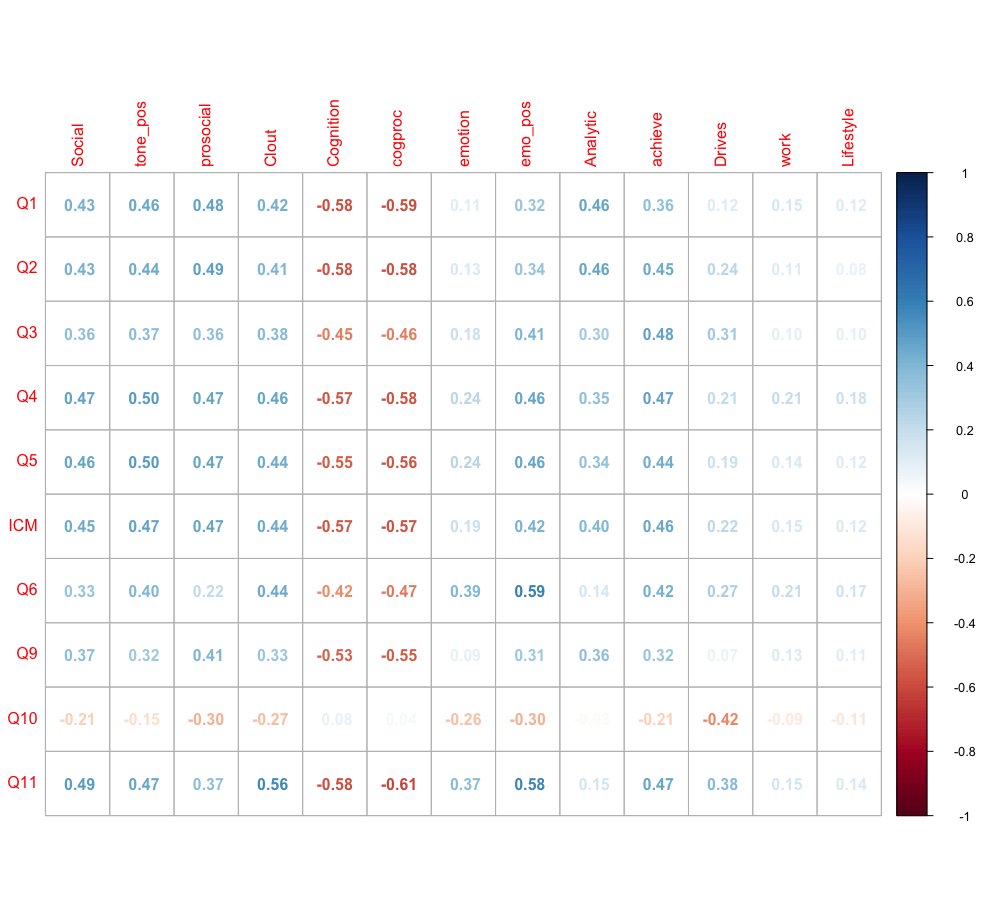 Social tone_pos prosocial Clout Cognition cogproc emotion emo_pos Analytic achieve Drives work Lifestyle
Q1 0.43 0.46 0.48 0.42 -0.58 -0.59 0.11 0.32 0.46 0.36 0.12 0.15 0.12
Q2 0.43 0.44 0.49 0.41 -0.58 -0.58 0.13 0.34 0.46 0.45 0.24 0.11 0.08
Q3 0.36 0.37 0.36 0.38 -0.45 -0.46 0.18 0.41 0.30 0.48 0.31 0.10 0.10
Q4 0.47 0.50 0.47 0.46 -0.57 -0.58 0.24 0.46 0.35 0.47 0.21 0.21 0.18
Q5 0.46 0.50 0.47 0.44 -0.55 -0.56 0.24 0.46 0.34 0.44 0.19 0.14 0.12
ICM 0.45 0.47 0.47 0.44 -0.57 -0.57 0.19 0.42 0.40 0.46 0.22 0.15 0.12
Q6 0.33 0.40 0.22 0.44 -0.42 -0.47 0.39 0.59 0.14 0.42 0.27 0.21 0.17
Q9 0.37 0.32 0.41 0.33 -0.53 -0.55 0.09 0.31 0.36 0.32 0.07 0.13 0.11
Q10 -0.21 -0.15 -0.30 -0.27 0.08 0.04 -0.26 -0.30 -0.03 -0.21 -0.42 -0.09 -0.11
Q11 0.49 0.47 0.37 0.56 -0.58 -0.61 0.37 0.58 0.15 0.47 0.38 0.15 0.14
1
0.8
0.6
0.4
0.2
0
-0.2
-0.4
-0.6
-0.8
-1